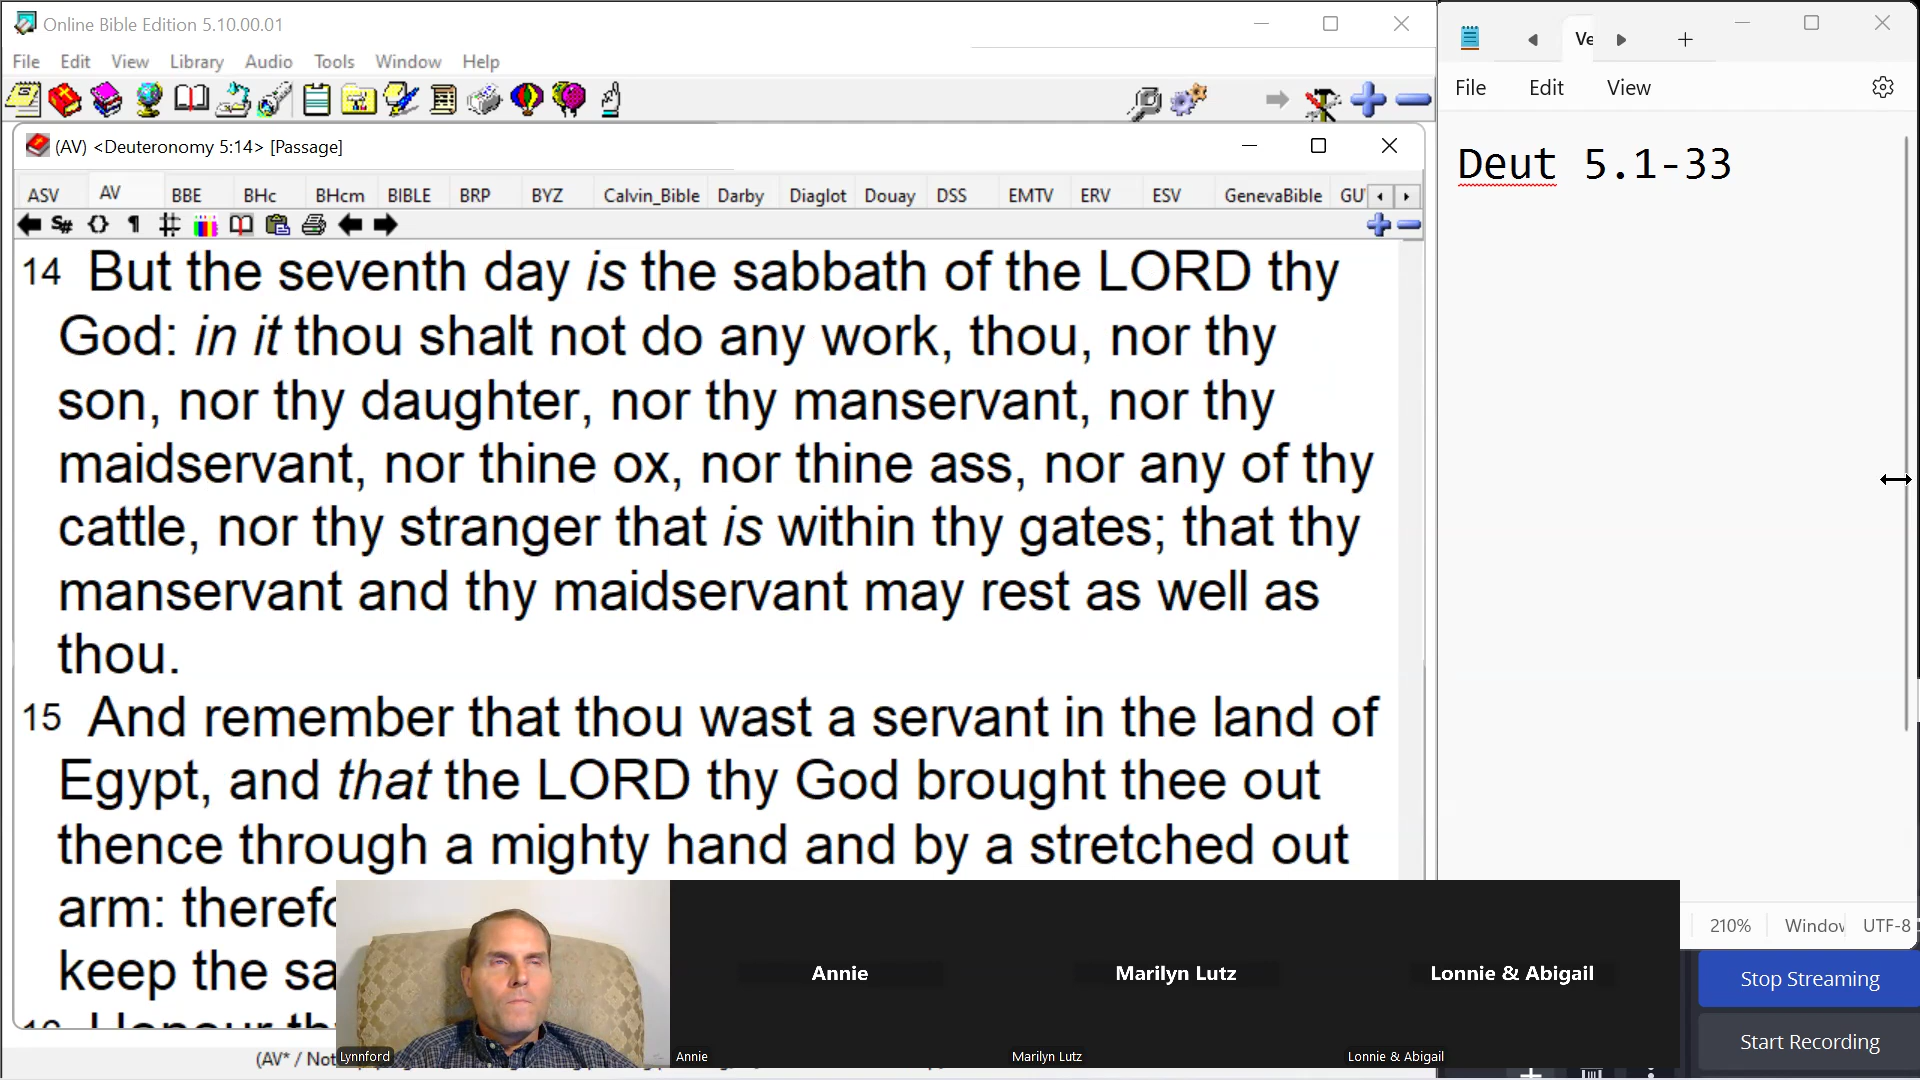 Online Bible Edition 5.10.00.01
File Edit View Library Audio Tools Window Help
(AV) <Deuteronomy 5:14> [Passage]
ASV AV BBE BHc BHcm BIBLE BRP BYZ Calvin_Bible Darby Diaglot Douay DSS EMTV ERV ESV GenevaBible
14 But the seventh day is the sabbath of the LORD thy
God: in it thou shalt not do any work, thou, nor thy
son, nor thy daughter, nor thy manservant, nor thy
maidservant, nor thine ox, nor thine ass, nor any of thy
cattle, nor thy stranger that is within thy gates; that thy
manservant and thy maidservant may rest as well as
thou.
15 And remember that thou wast a servant in the land of
Egypt, and that the LORD thy God brought thee out
thence through a mighty hand and by a stretched out
arm:
keep the
File Edit View
Deut 5.1-33
210% UTF-8
Annie
Marilyn Lutz
Lonnie & Abigail
Lynnford
Annie
Marilyn Lutz
Lonnie & Abigail
Stop Streaming
Start Recording